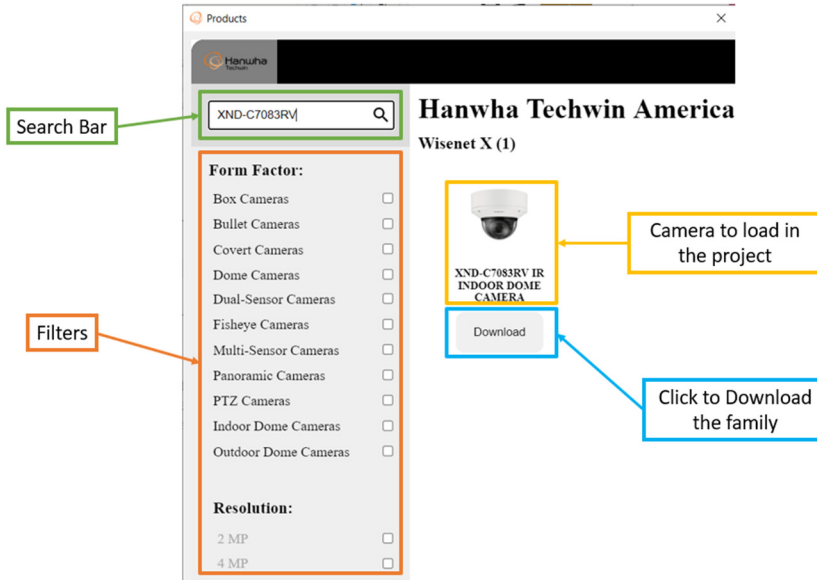 Products
Hanwha
Techwin
Search Bar
XND-C7083RV
Hanwha Techwin America
Wisenet X (1)
Form Factor:
Box Cameras
Bullet Cameras
Covert Cameras
Dome Cameras
Dual-Sensor Cameras
Fisheye Cameras
Multi-Sensor Cameras
Panoramic Cameras
PTZ Cameras
Indoor Dome Cameras
Outdoor Dome Cameras
Resolution:
2 MP
4 MP
Filters
XND-C7083RV IR
INDOOR DOME
CAMERA
Download
Camera to load in
the project
Click to Download
the family